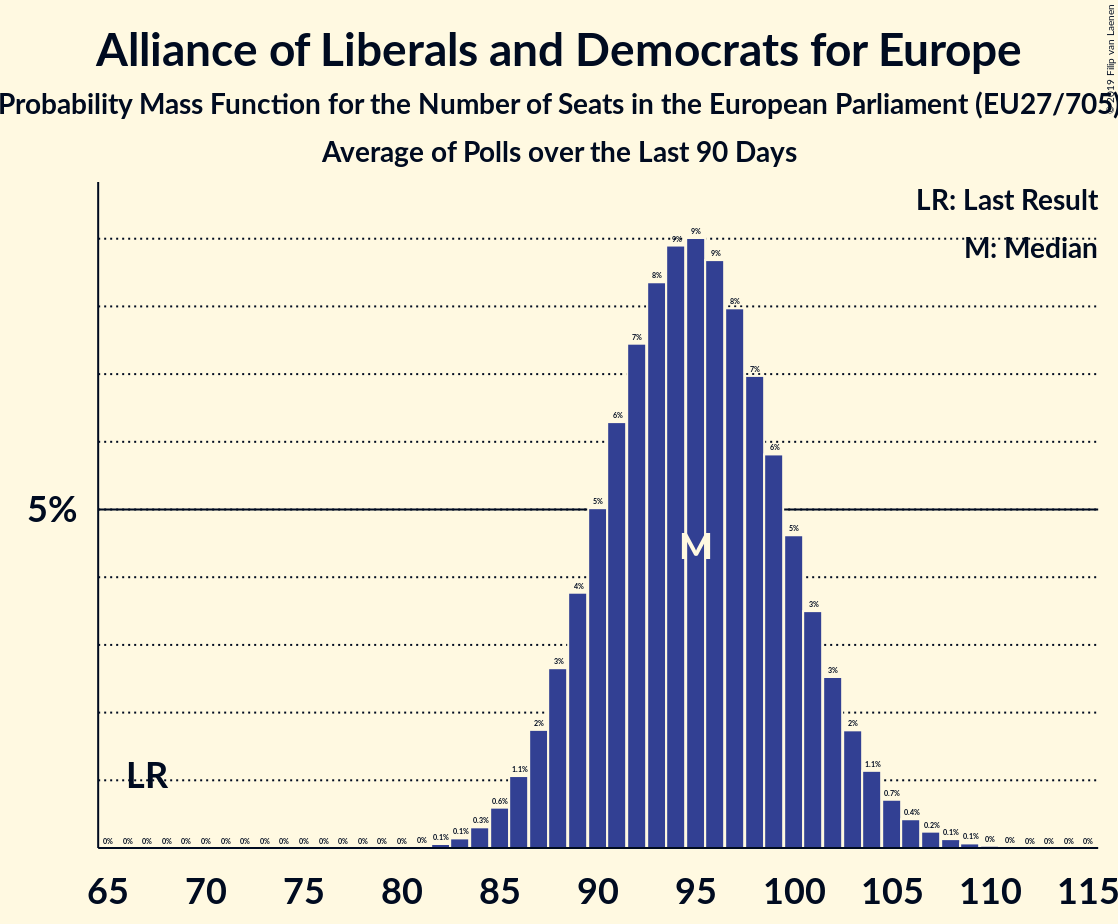 Alliance of Liberals and Democrats for Europe
Probability Mass Function for the Number of Seats in the European Parliament (EU27/705)
Average of Polls over the Last 90 Days
© 2019 Filip van Laenen
LR: Last Result
M: Median
5%
LR
M
0% 0% 0% 0% 0% 0% 0% 0% 0% 0% 0% 0% 0% 0% 0% 0% 0% 0.1% 0.1% 0.3% 0.6% 1.1% 2% 3% 4% 5% 6% 7% 8% 9% 9% 9% 8% 7% 6% 5% 3% 3% 2% 1.1% 0.7% 0.4% 0.2% 0.1% 0.1% 0% 0% 0% 0% 0% 0%
65 70 75 80 85 90 95 100 105 110 115